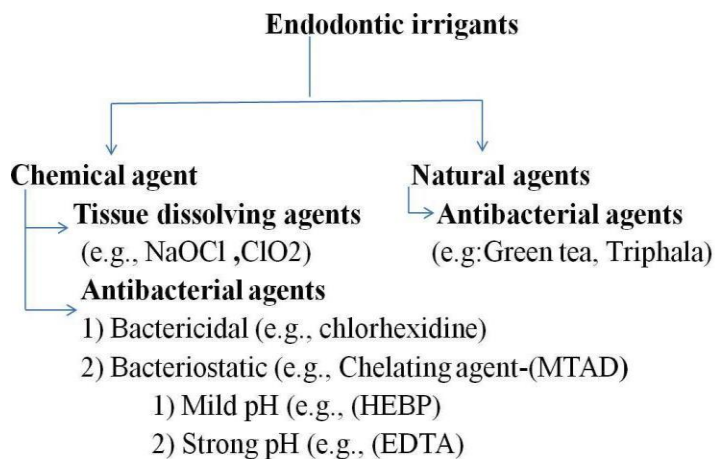 Endodontic irrigants
Chemical agent
Tissue dissolving agents
(e.g., NaOCl ,ClO2)
Antibacterial agents
1) Bactericidal (e.g., chlorhexidine)
2) Bacteriostatic (e.g., Chelating agent-(MTAD)
1) Mild pH (e.g., (HEBP)
2) Strong pH (e.g., (EDTA)
Natural agents
Antibacterial agents
(e.g:Green tea, Triphala)